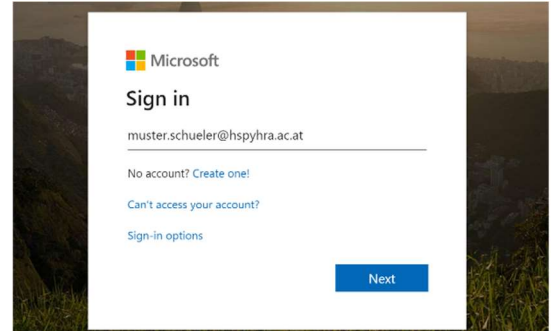 Microsoft
Sign in
muster.schueler@hspyhra.ac.at
No account? Create one!
Can't access your account?
Sign-in options
Next